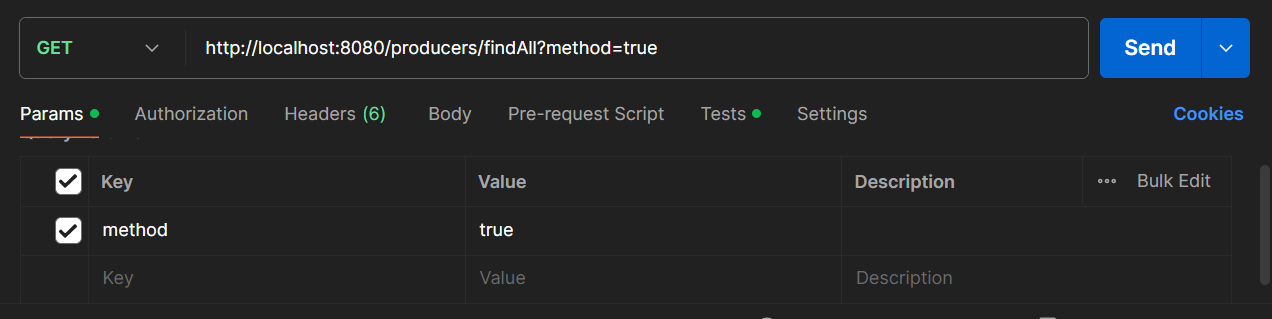 GET http://localhost:8080/producers/findAll?method=true Send
Params Authorization Headers (6) Body Pre-request Script Tests Settings Cookies
Key Value Description Bulk Edit
method true
Key Value Description